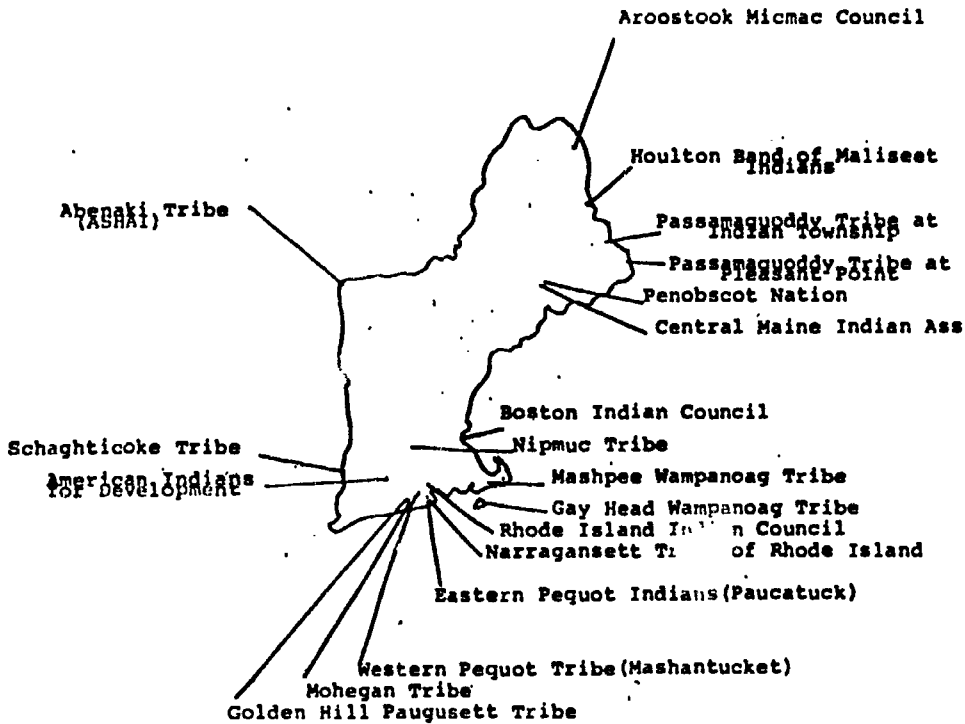 Aroostook Micmac Council
Houlton Band of Maliseet
Indians
Abenaki Tribe
(ASHAI)
Passamaquoddy Tribe at
Indian Township
Passamaquoddy Tribe at
Pleasant Point
Penobscot Nation
Central Maine Indian Ass
Boston Indian Council
Schaghticoke Tribe
Nipmuc Tribe
American Indians
for Development
Mashpee Wampanoag Tribe
Gay Head Wampanoag Tribe
Rhode Island Council
Narragansett of Rhode Island
Eastern Pequot Indians(Paucatuck)
Western Pequot Tribe(Mashantucket)
Mohegan Tribe
Golden Hill Paugusett Tribe